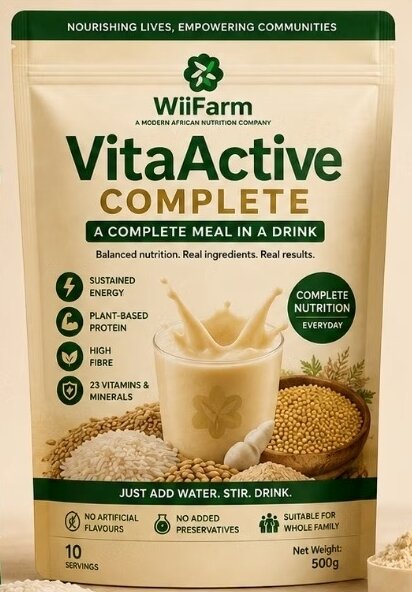 NOURISHING LIVES, EMPOWERING COMMUNITIES
WiiFarm
A MODERN AFRICAN NUTRITION COMPANY
VitaActive
COMPLETE
A COMPLETE MEAL IN A DRINK
Balanced nutrition. Real ingredients. Real results.
SUSTAINED
ENERGY
PLANT-BASED
PROTEIN
HIGH
FIBRE
23 VITAMINS &
MINERALS
COMPLETE
NUTRITION
EVERYDAY
JUST ADD WATER. STIR. DRINK.
NO ARTIFICIAL
FLAVOURS
NO ADDED
PRESERVATIVES
SUITABLE FOR
WHOLE FAMILY
10
SERVINGS
Net Weight:
500g